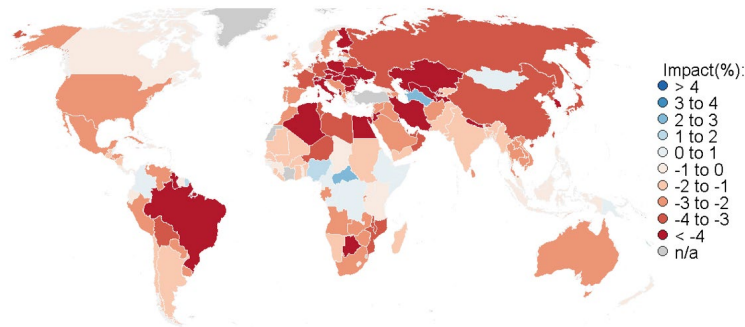 Impact(%):
> 4
3 to 4
2 to 3
1 to 2
0 to 1
-1 to 0
-2 to -1
-3 to -2
-4 to -3
< -4
n/a